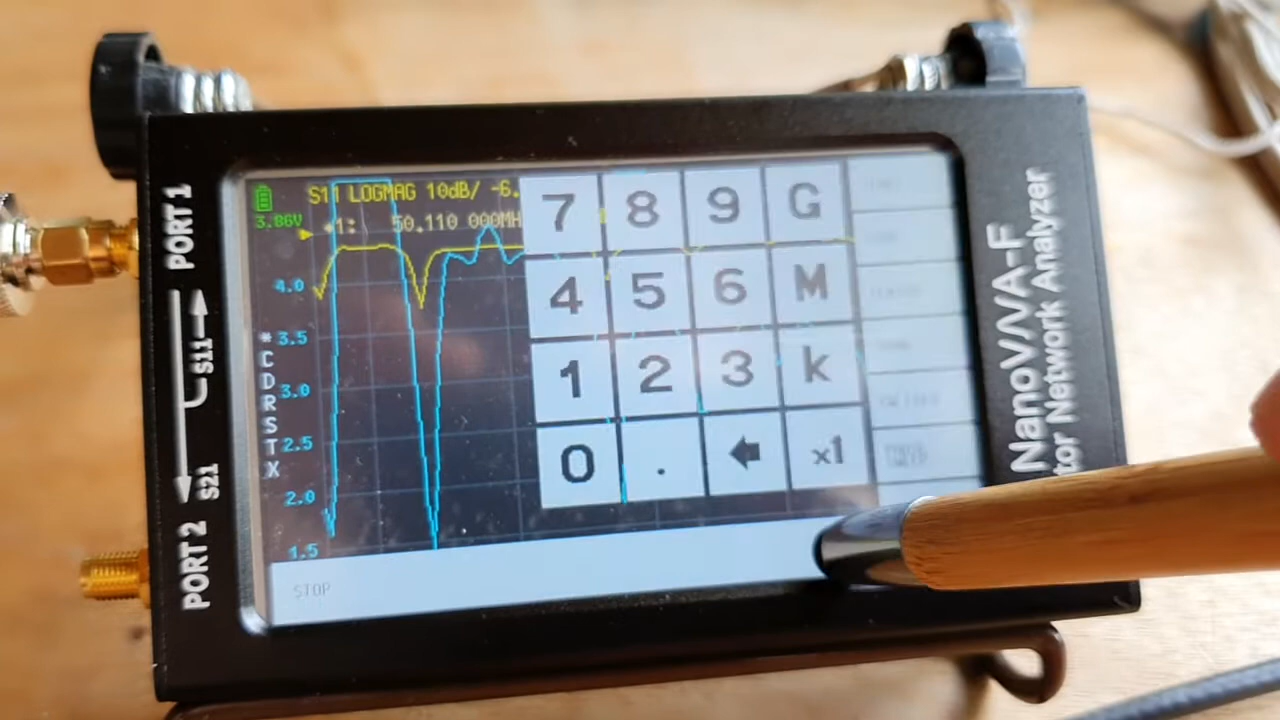 S11 LOGMAG 10dB/ -6.
3.86V
1: 50.110 000MH
4.0
3.5
3.0
2.5
2.0
1.5
*
C
D
R
S
T
X
7 8 9 G
4 5 6 M
1 2 3 k
0 . x1
STOP
PORT 1
S11
S21
PORT 2
NanoVNA-F
tor Network Analyzer